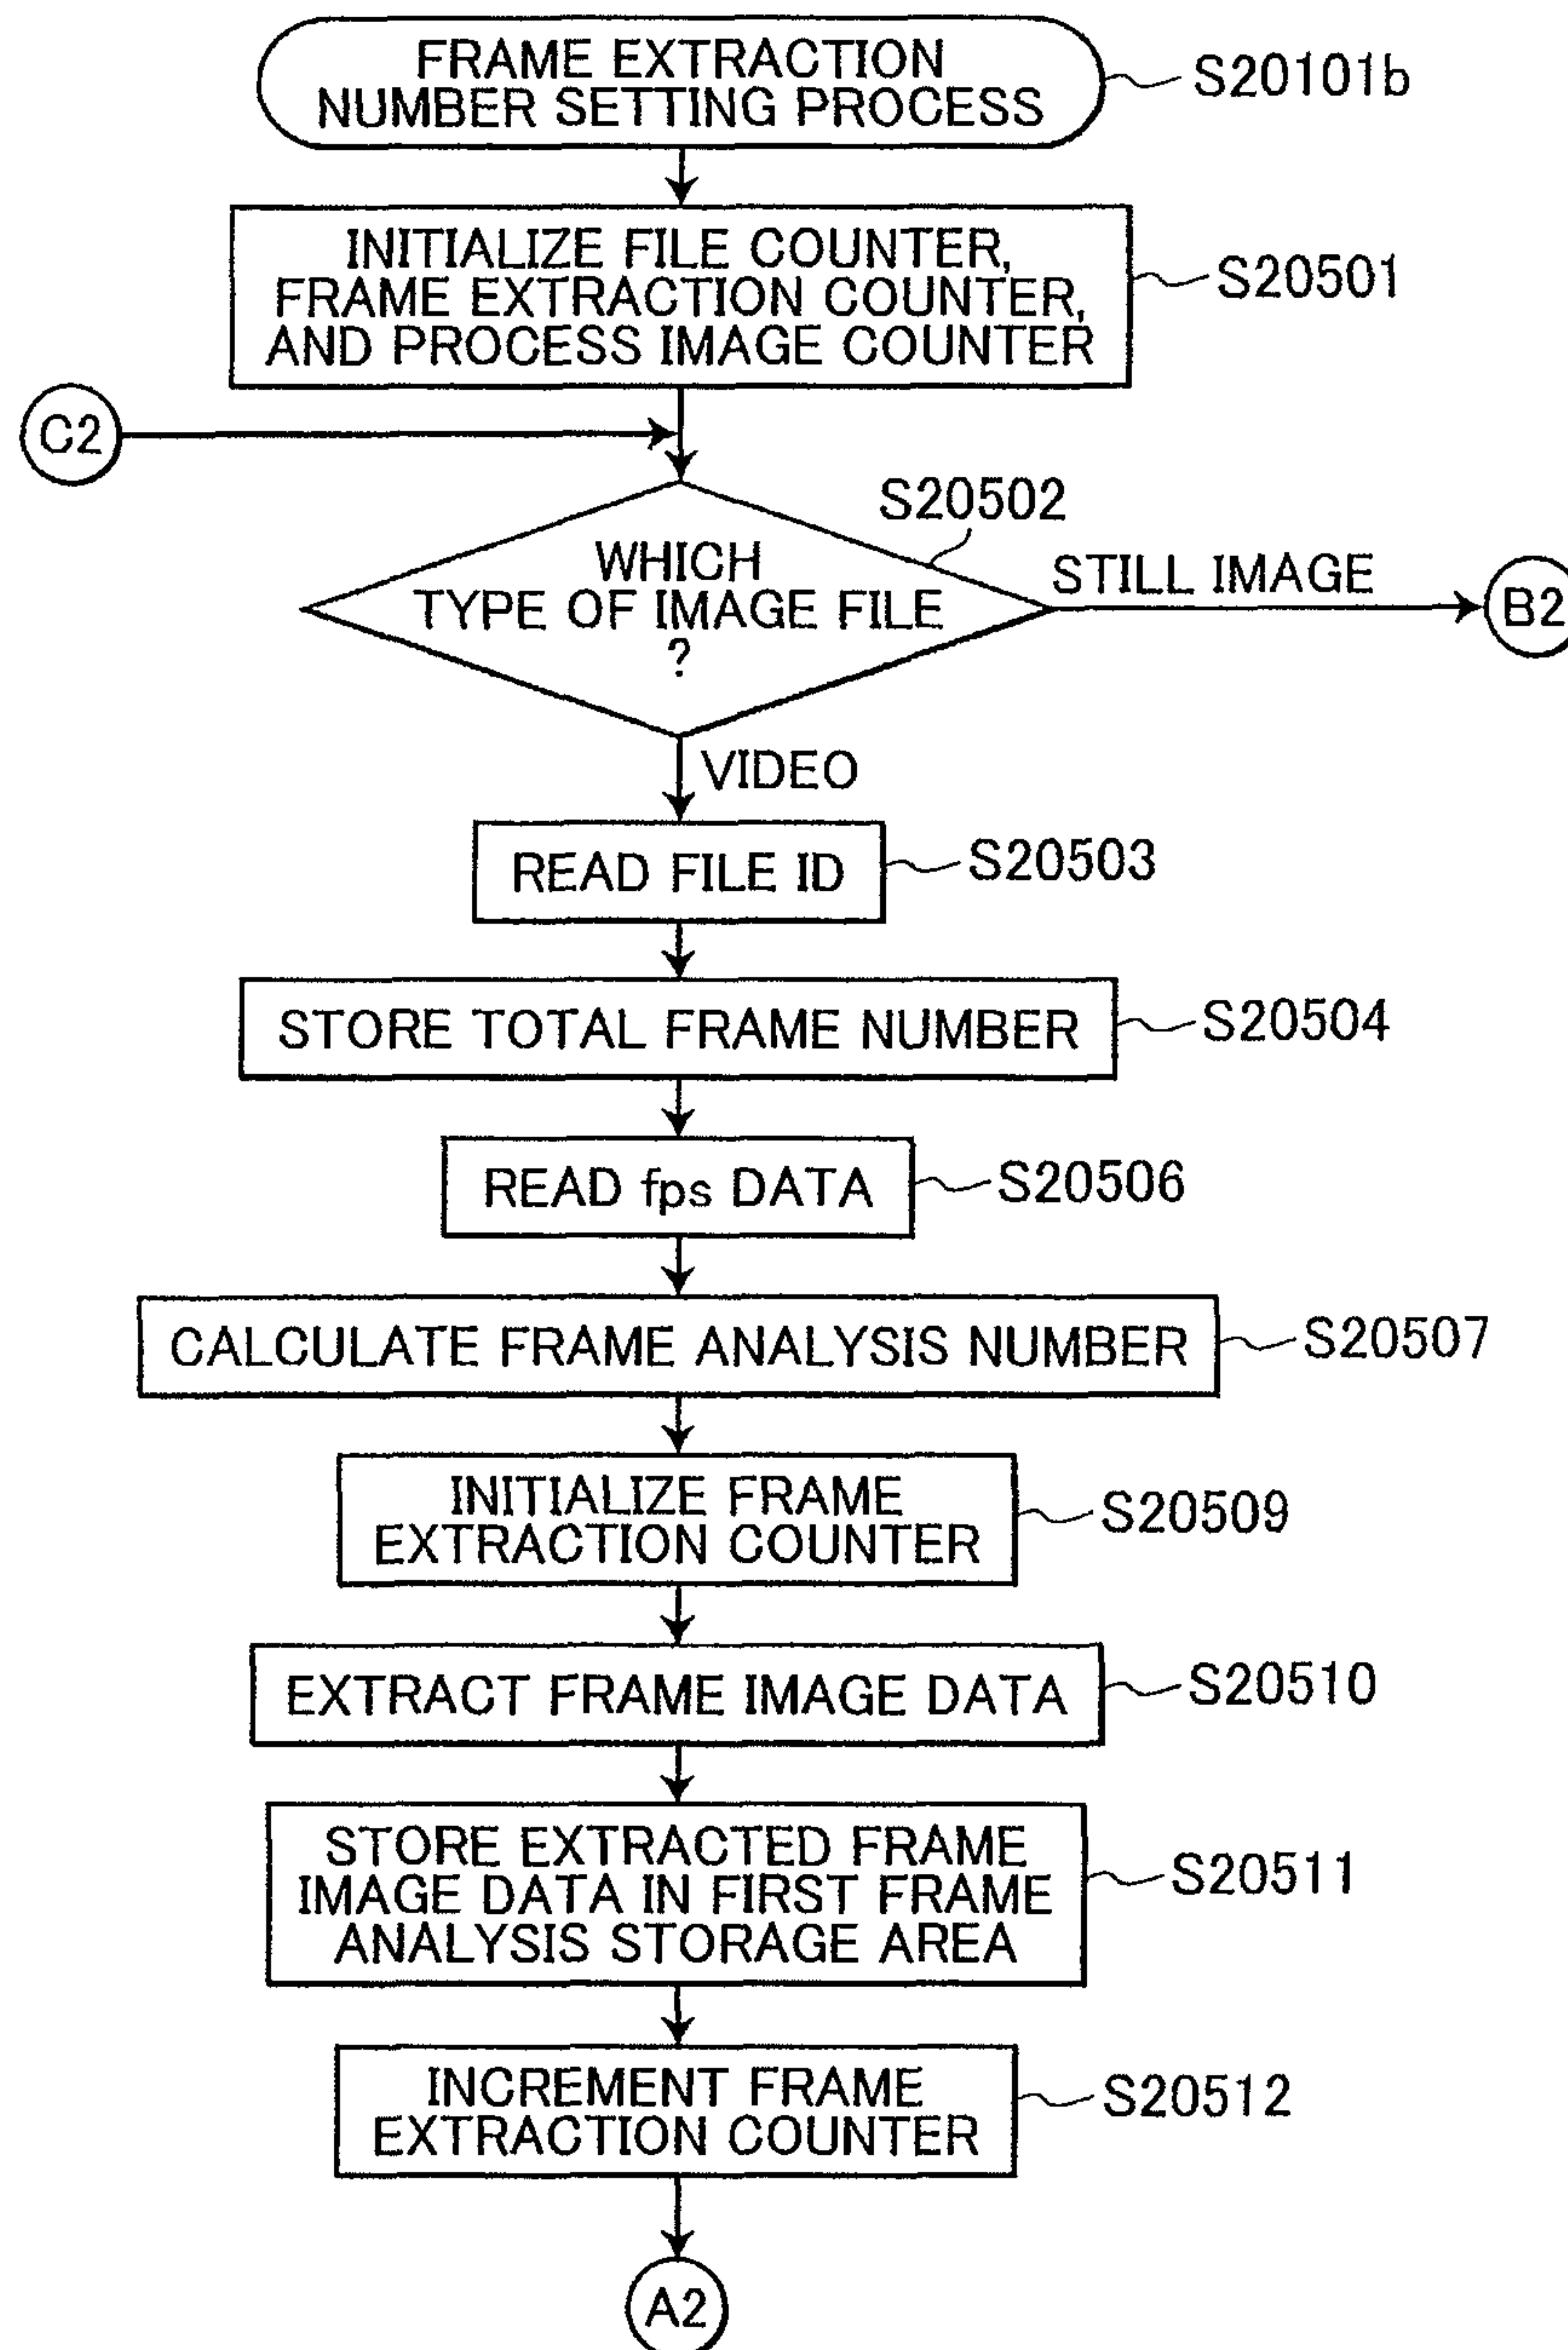 FRAME EXTRACTION
NUMBER SETTING PROCESS
S20101b
INITIALIZE FILE COUNTER,
FRAME EXTRACTION COUNTER,
AND PROCESS IMAGE COUNTER
S20501
C2
S20502
WHICH
TYPE OF IMAGE FILE
?
STILL IMAGE
B2
VIDEO
READ FILE ID
S20503
STORE TOTAL FRAME NUMBER
S20504
READ fps DATA
S20506
CALCULATE FRAME ANALYSIS NUMBER
S20507
INITIALIZE FRAME
EXTRACTION COUNTER
S20509
EXTRACT FRAME IMAGE DATA
S20510
STORE EXTRACTED FRAME
IMAGE DATA IN FIRST FRAME
ANALYSIS STORAGE AREA
S20511
INCREMENT FRAME
EXTRACTION COUNTER
S20512
A2